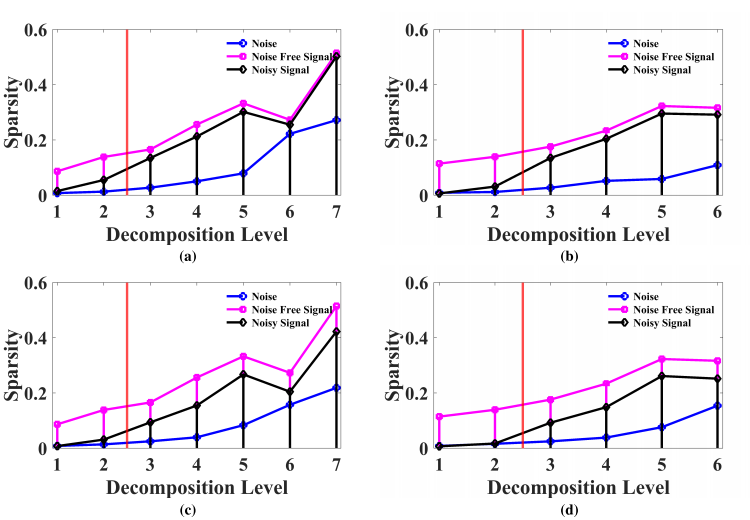 0.6
0.4
0.2
0
Sparsity
Noise
Noise Free Signal
Noisy Signal
1 2 3 4 5 6 7
Decomposition Level
(a)
0.6
0.4
0.2
0
Sparsity
Noise
Noise Free Signal
Noisy Signal
1 2 3 4 5 6
Decomposition Level
(b)
0.6
0.4
0.2
0
Sparsity
Noise
Noise Free Signal
Noisy Signal
1 2 3 4 5 6 7
Decomposition Level
(c)
0.6
0.4
0.2
0
Sparsity
Noise
Noise Free Signal
Noisy Signal
1 2 3 4 5 6
Decomposition Level
(d)